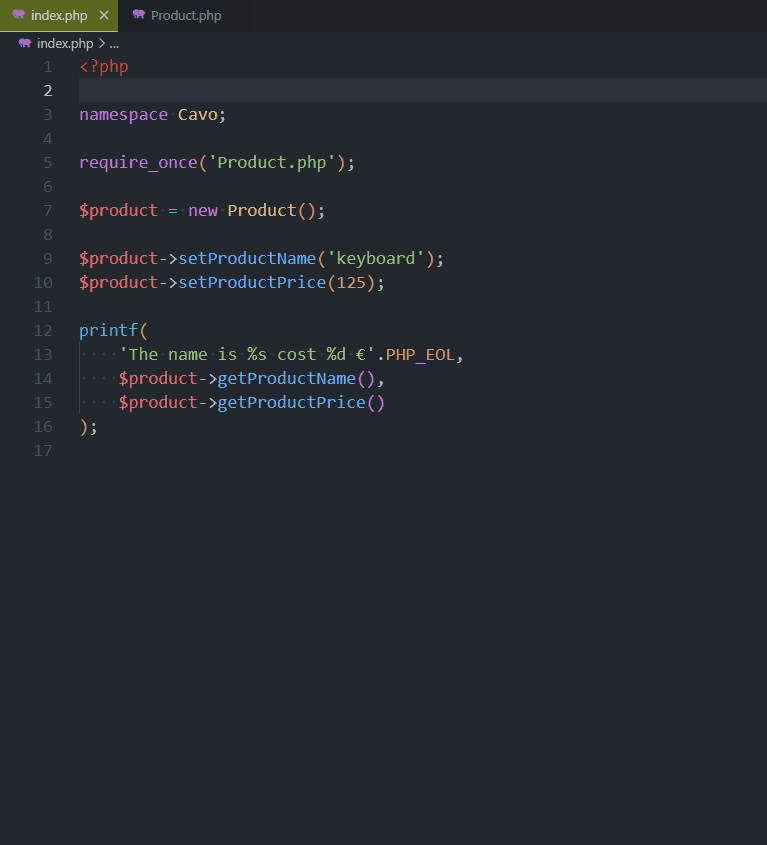 index.php Product.php
index.php > ...
1 <?php
2
3 namespace Cavo;
4
5 require_once('Product.php');
6
7 $product = new Product();
8
9 $product->setProductName('keyboard');
10 $product->setProductPrice(125);
11
12 printf(
13     'The name is %s cost %d €'.PHP_EOL,
14     $product->getProductName(),
15     $product->getProductPrice()
16 );
17